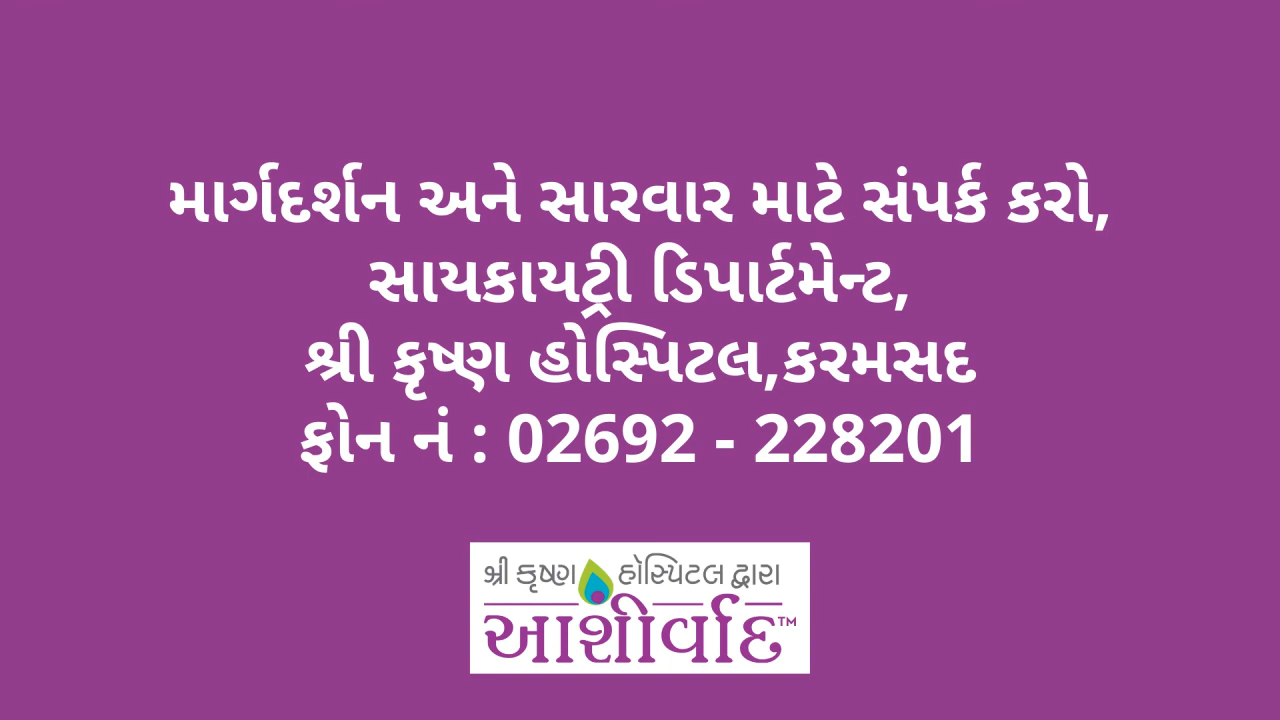 માર્ગદર્શન અને સારવાર માટે સંપર્ક કરો,
સાયકાયટ્રી ડિપાર્ટમેન્ટ,
શ્રી કૃષ્ણ હોસ્પિટલ,કરમસદ
ફોન નં : 02692 - 228201
શ્રી કૃષ્ણ હૉસ્પિટલ દ્વારા
આશીર્વાદ™